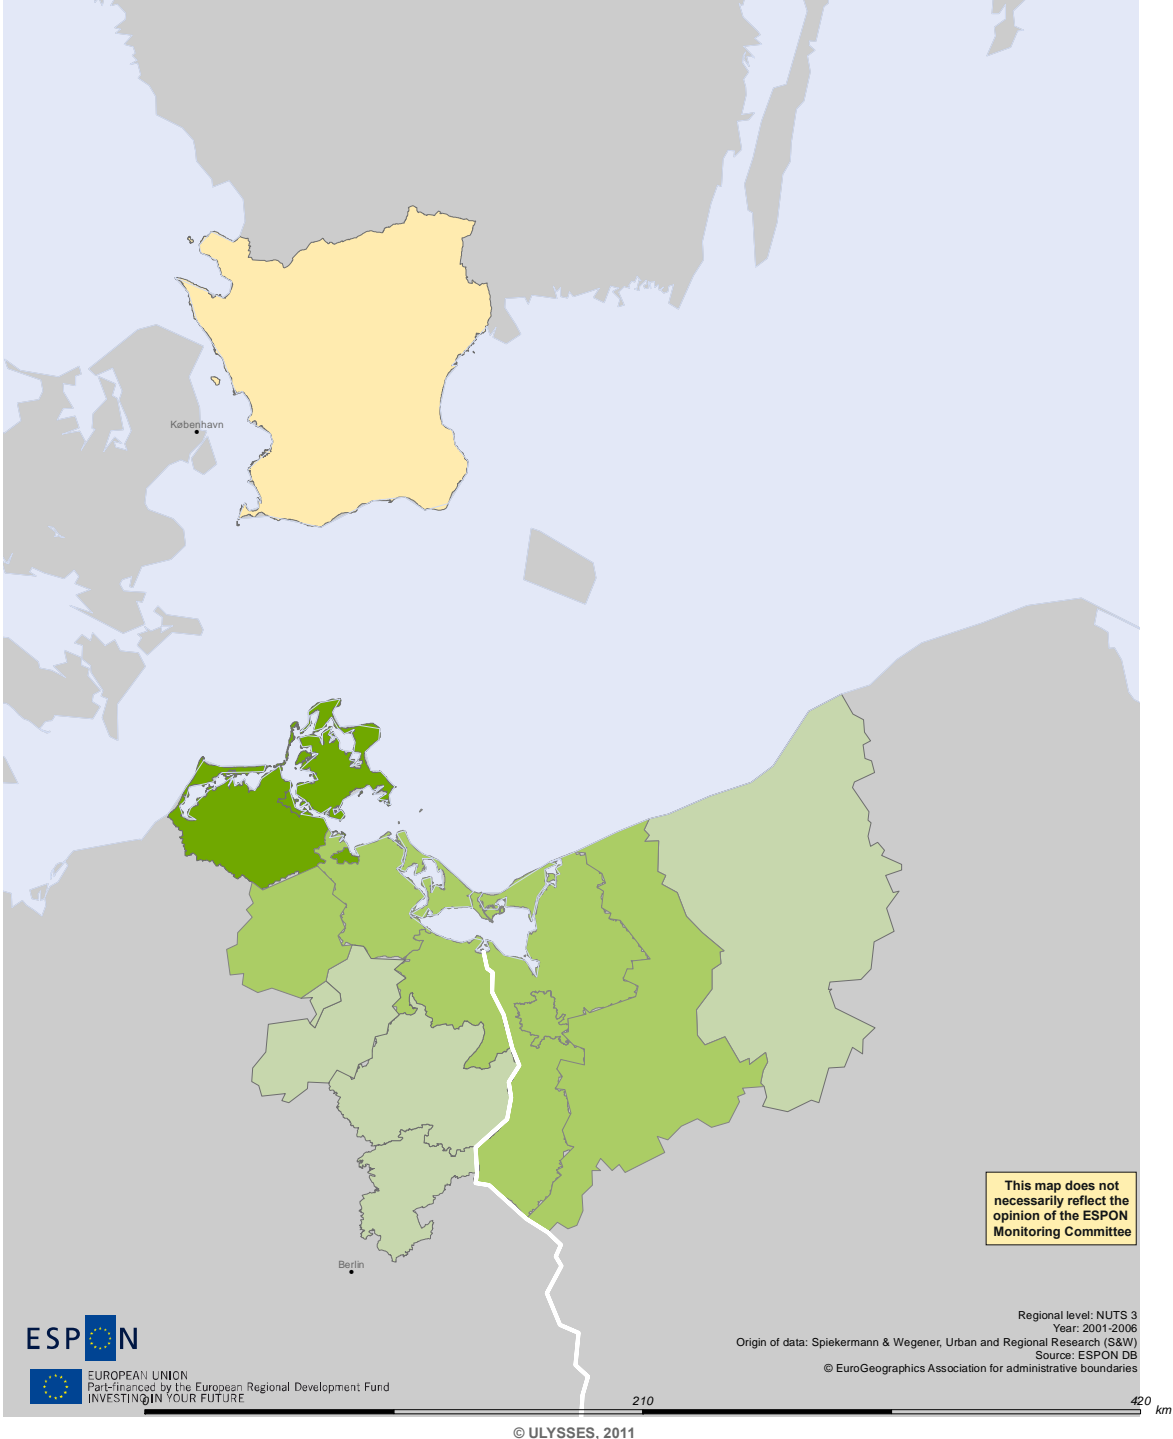 København
Berlin
This map does not
necessarily reflect the
opinion of the ESPON
Monitoring Committee
Regional level: NUTS 3
Year: 2001-2006
Origin of data: Spiekermann & Wegener, Urban and Regional Research (S&W)
Source: ESPON DB
© EuroGeographics Association for administrative boundaries
ESPON
EUROPEAN UNION
Part-financed by the European Regional Development Fund
INVESTING IN YOUR FUTURE
0 210 420 km
© ULYSSES, 2011